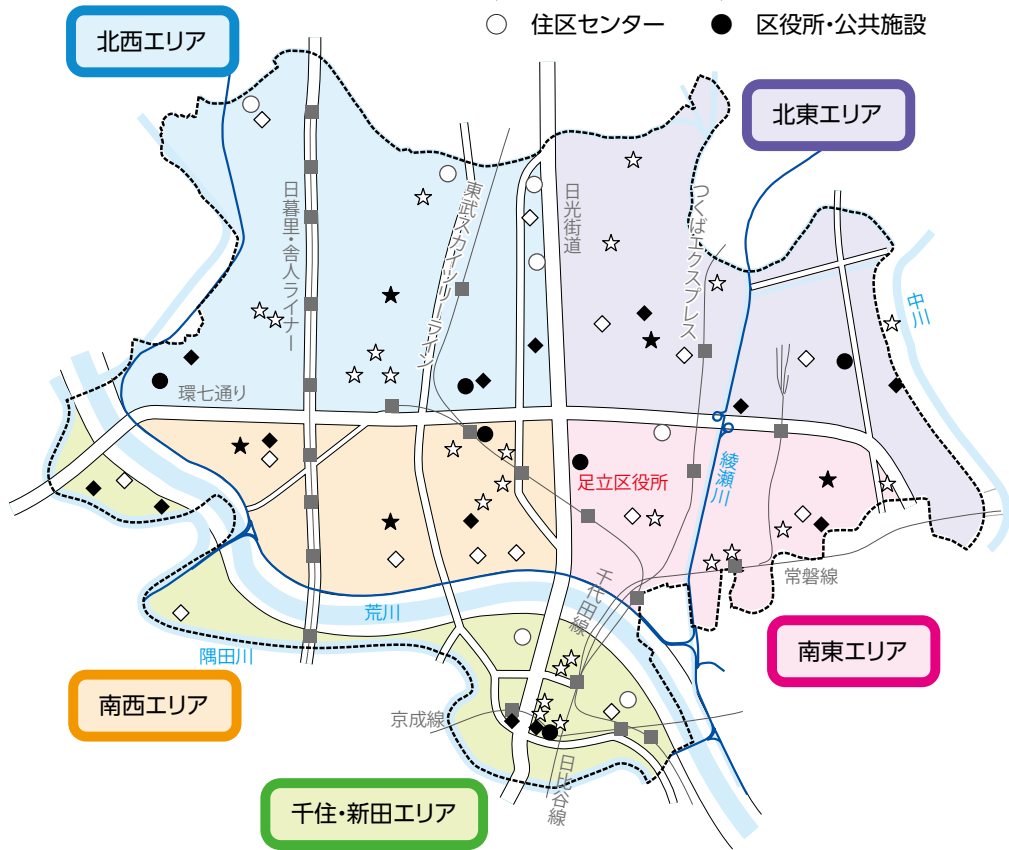 ○ 住区センター ● 区役所・公共施設
北西エリア
北東エリア
日暮里・舎人ライナー
東武スカイツリーライン
日光街道
つくばエクスプレス
中川
環七通り
足立区役所
綾瀬川
常磐線
千代田線
荒川
隅田川
南東エリア
南西エリア
京成線
日比谷線
千住・新田エリア